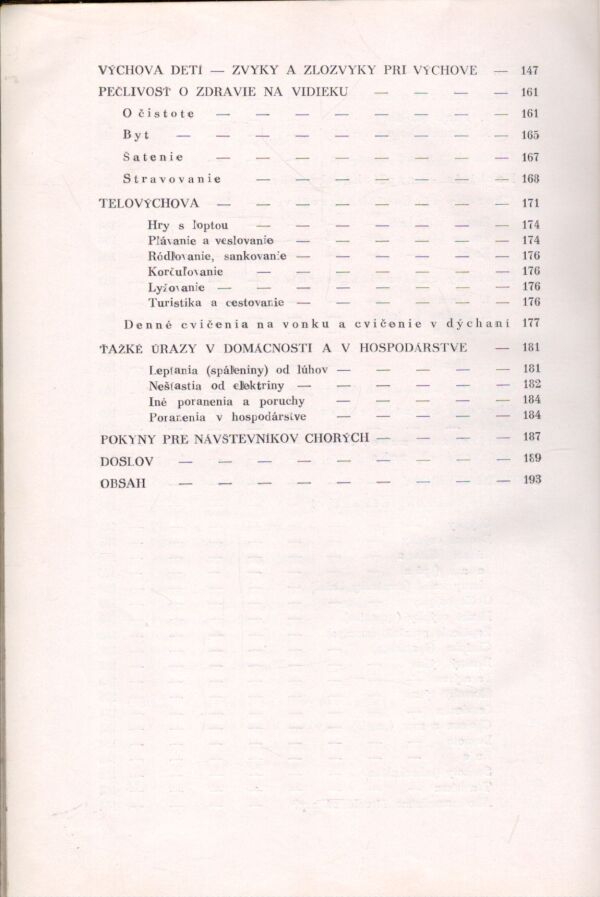 VÝCHOVA DETÍ — ZVYKY A ZLOZVYKY PRI VÝCHOVE — 147
PEČLIVOSŤ O ZDRAVIE NA VIDIEKU — — — — 161
O čistote — — — — — — — — 161
Byt — — — — — — — — — 165
Šatenie — — — — — — — — 167
Stravovanie — — — — — — — 168
TELOVÝCHOVA — — — — — — — — 171
Hry s loptou — — — — — — — 174
Plávanie a veslovanie — — — — — — 174
Ródlovanie, sankovanie — — — — — — 176
Korčuľovanie — — — — — — — 176
Lyžovanie — — — — — — — — 176
Turistika a cestovanie — — — — — — 176
Denné cvičenia na vonku a cvičenie v dýchaní 177
ŤAŽKÉ ÚRAZY V DOMÁCNOSTI A V HOSPODÁRSTVE — 181
Leptania (spáleniny) od lúhov — — — — — 181
Nešťastia od elektriny — — — — — — 182
Iné poranenia a poruchy — — — — — 184
Poranenia v hospodárstve — — — — — 184
POKYNY PRE NÁVŠTEVNÍKOV CHORÝCH — — — — 187
DOSLOV — — — — — — — — — 189
OBSAH — — — — — — — — — 193